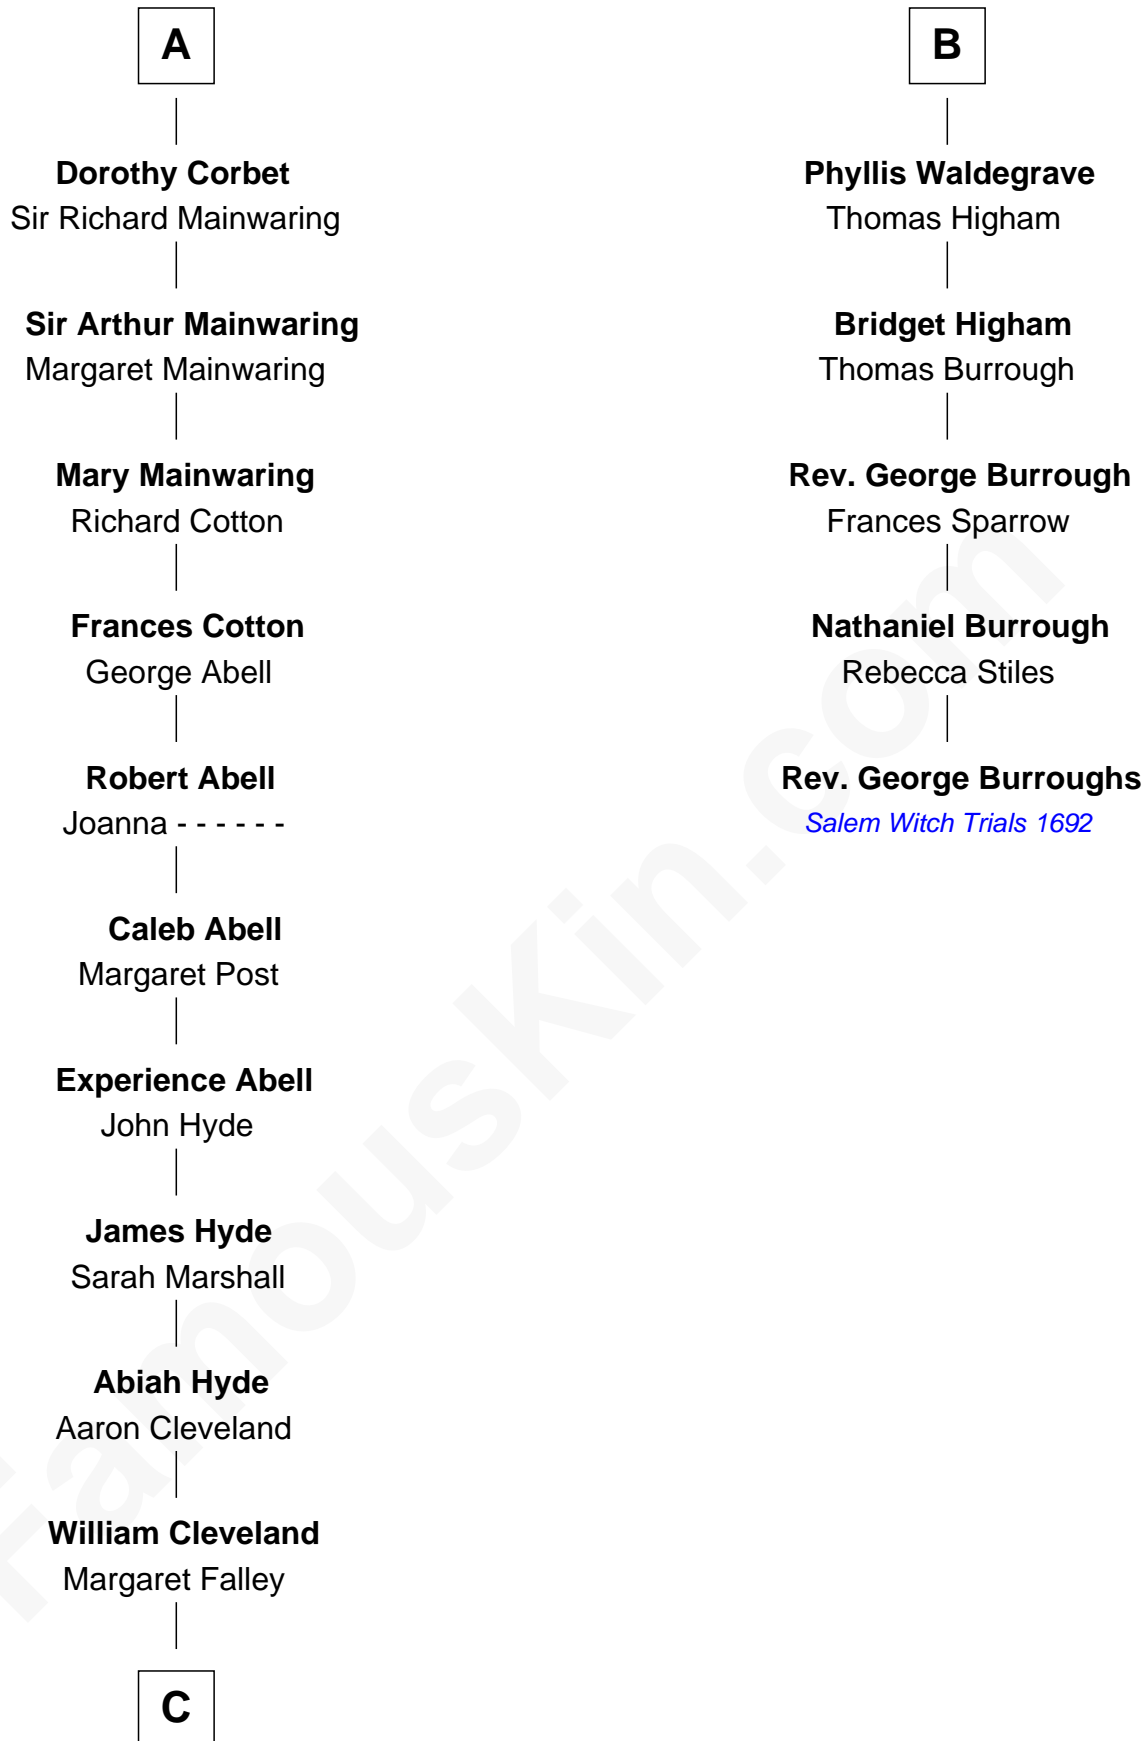 A
Dorothy Corbet
Sir Richard Mainwaring
Sir Arthur Mainwaring
Margaret Mainwaring
Mary Mainwaring
Richard Cotton
Frances Cotton
George Abell
Robert Abell
Joanna - - - - - -
Caleb Abell
Margaret Post
Experience Abell
John Hyde
James Hyde
Sarah Marshall
Abiah Hyde
Aaron Cleveland
William Cleveland
Margaret Falley
C
B
Phyllis Waldegrave
Thomas Higham
Bridget Higham
Thomas Burrough
Rev. George Burrough
Frances Sparrow
Nathaniel Burrough
Rebecca Stiles
Rev. George Burroughs
Salem Witch Trials 1692
FamousKin.com